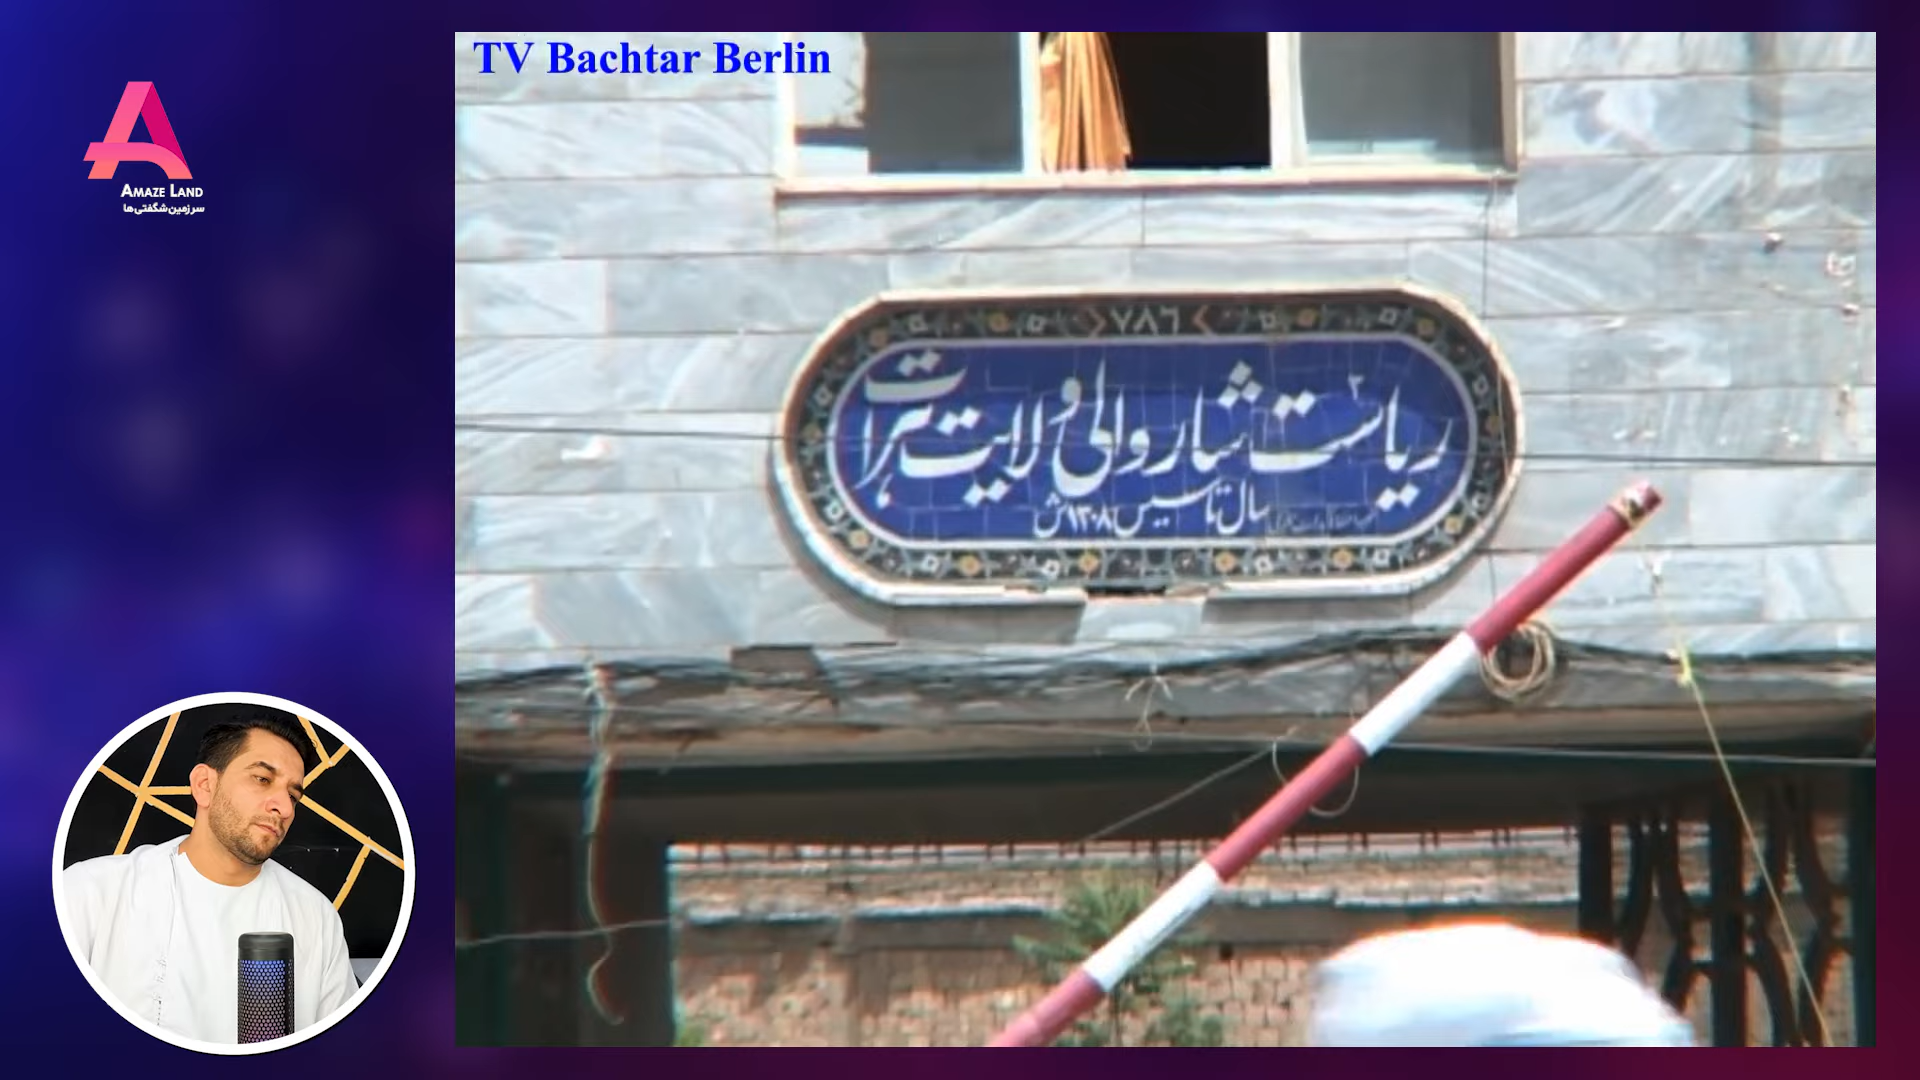 TV Bachtar Berlin
AMAZE LAND
سرزمین شگفتی ها
۷۸۶
ریاست شاروالی ولایت هرات
سال تاسیس ۱۳۰۸ ش